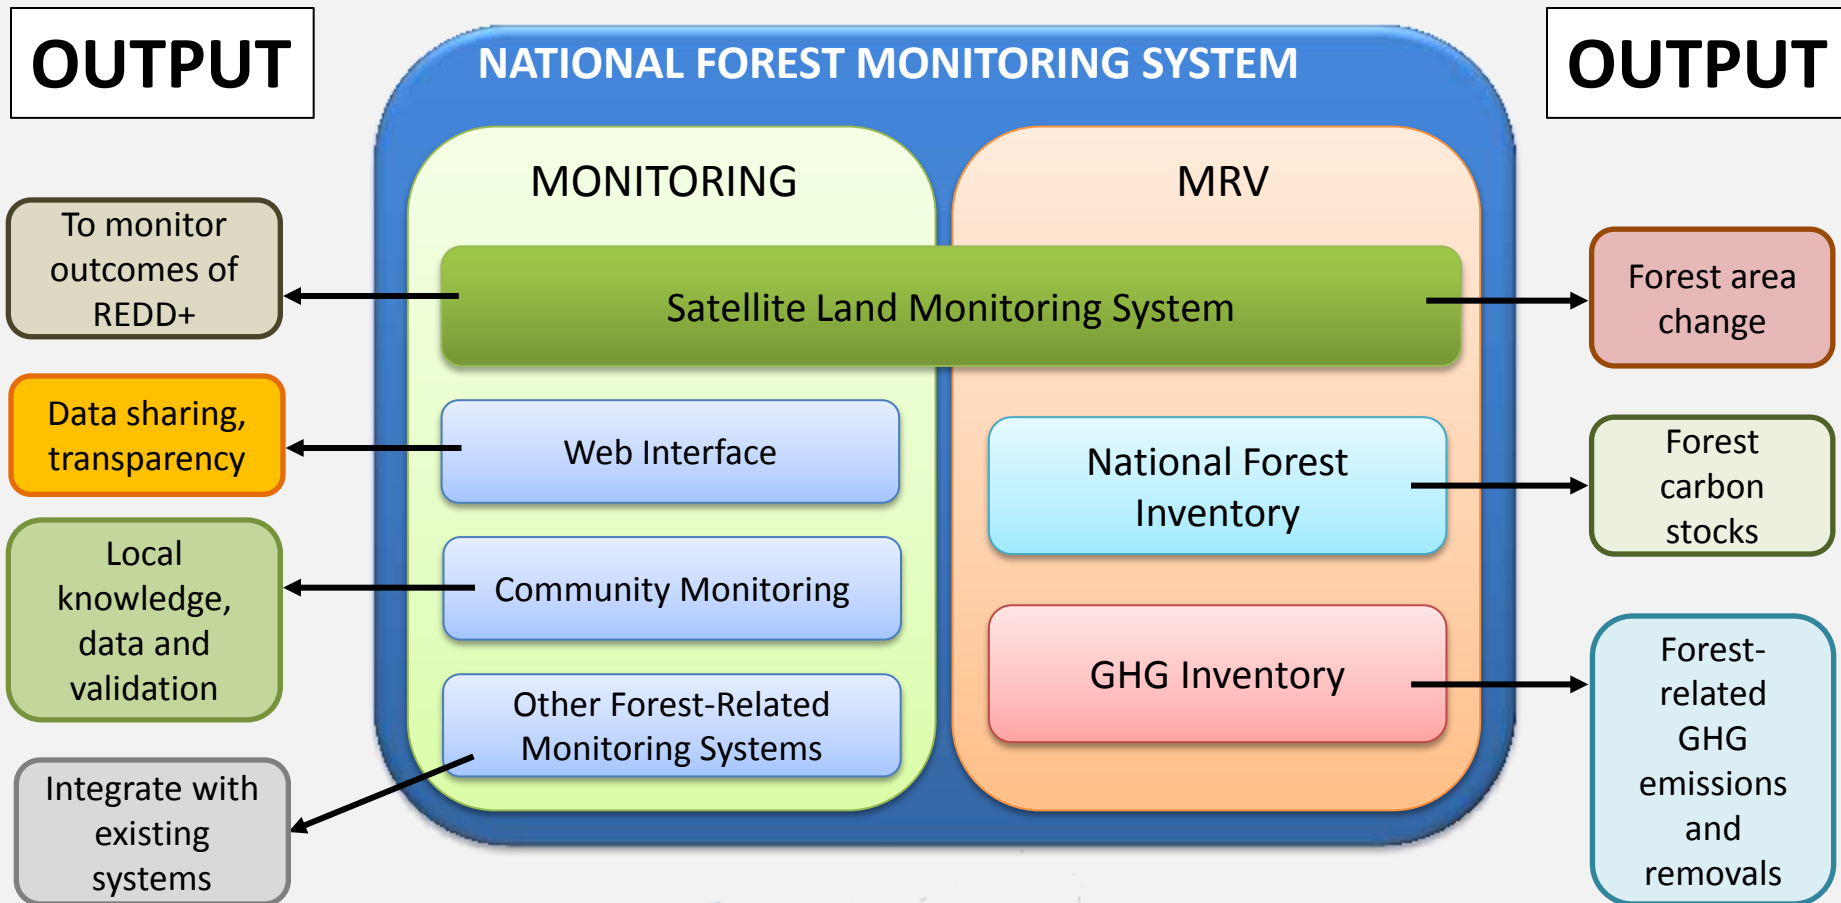 OUTPUT
NATIONAL FOREST MONITORING SYSTEM
OUTPUT
MONITORING
MRV
To monitor
outcomes of
REDD+
Satellite Land Monitoring System
Forest area
change
Data sharing,
transparency
Web Interface
National Forest
Inventory
Forest
carbon
stocks
Local
knowledge,
data and
validation
Community Monitoring
GHG Inventory
Forest-
related
GHG
emissions
and
removals
Other Forest-Related
Monitoring Systems
Integrate with
existing
systems